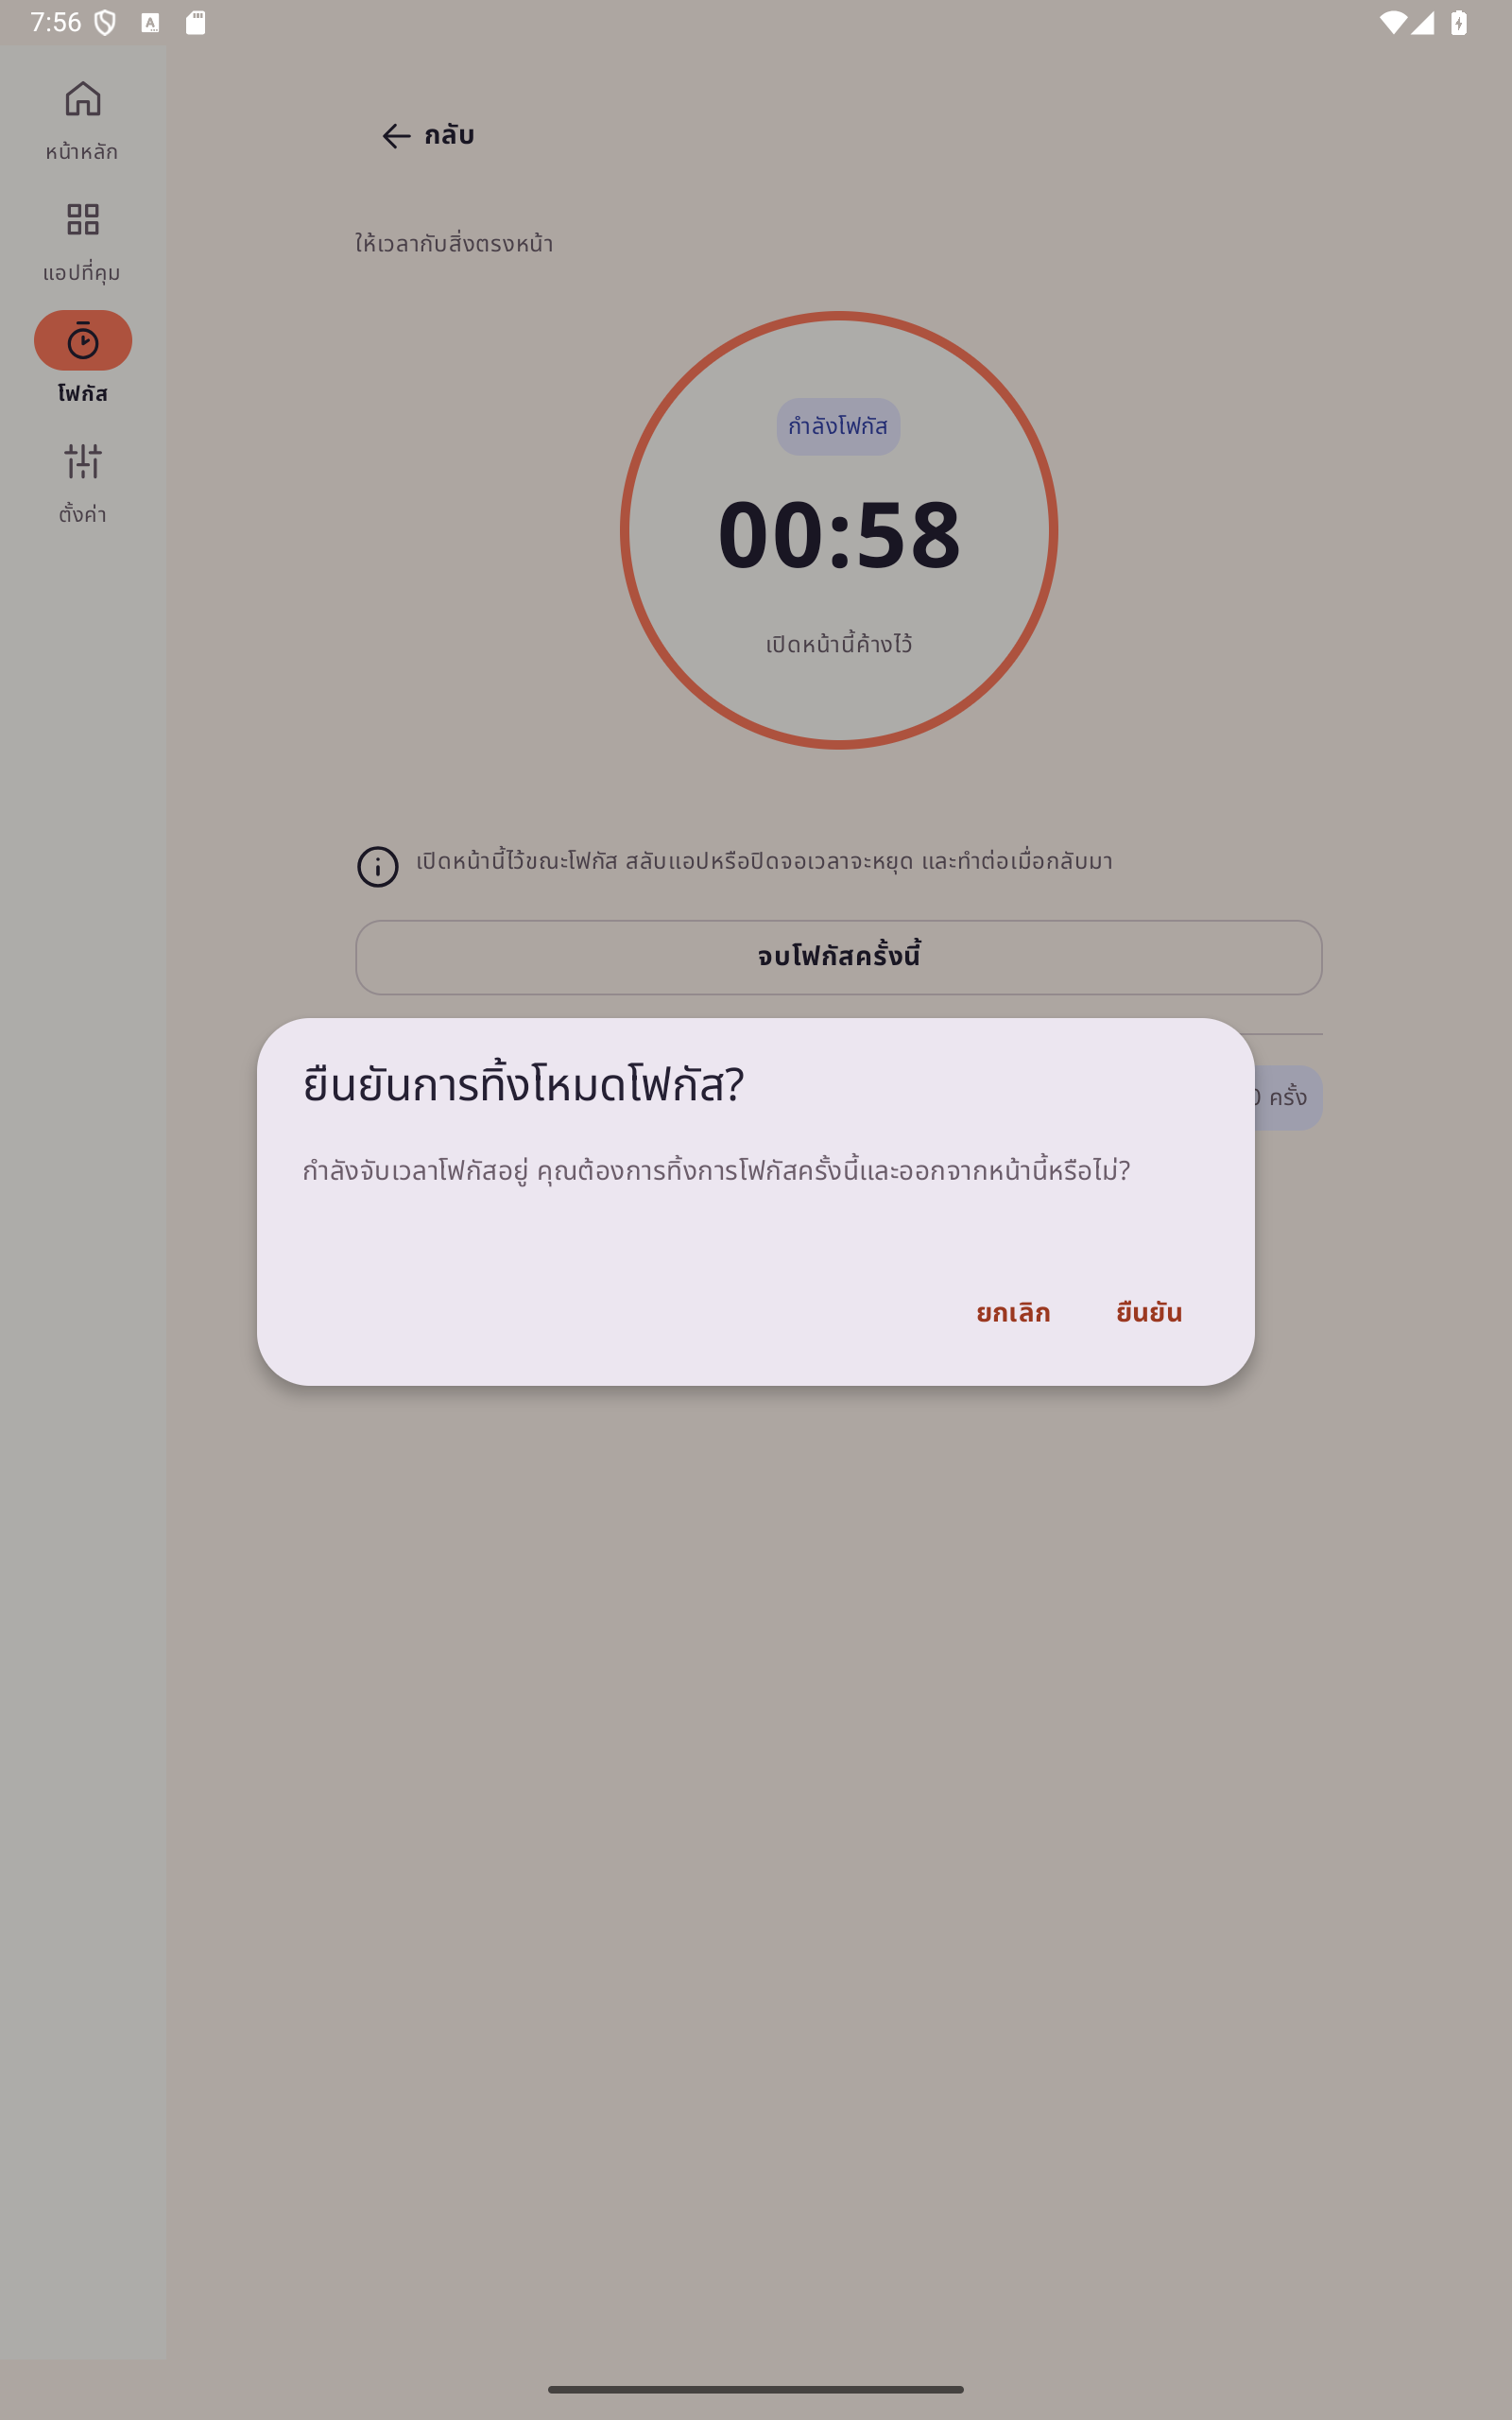 7:56
หน้าหลัก
แอปที่คุม
โฟกัส
ตั้งค่า
กลับ
ให้เวลากับสิ่งตรงหน้า
กำลังโฟกัส
00:58
เปิดหน้านี้ค้างไว้
เปิดหน้านี้ไว้ขณะโฟกัส สลับแอปหรือปิดจอเวลาจะหยุด และทำต่อเมื่อกลับมา
จบโฟกัสครั้งนี้
ครั้ง
ยืนยันการทิ้งโหมดโฟกัส?
กำลังจับเวลาโฟกัสอยู่ คุณต้องการทิ้งการโฟกัสครั้งนี้และออกจากหน้านี้หรือไม่?
ยกเลิก ยืนยัน